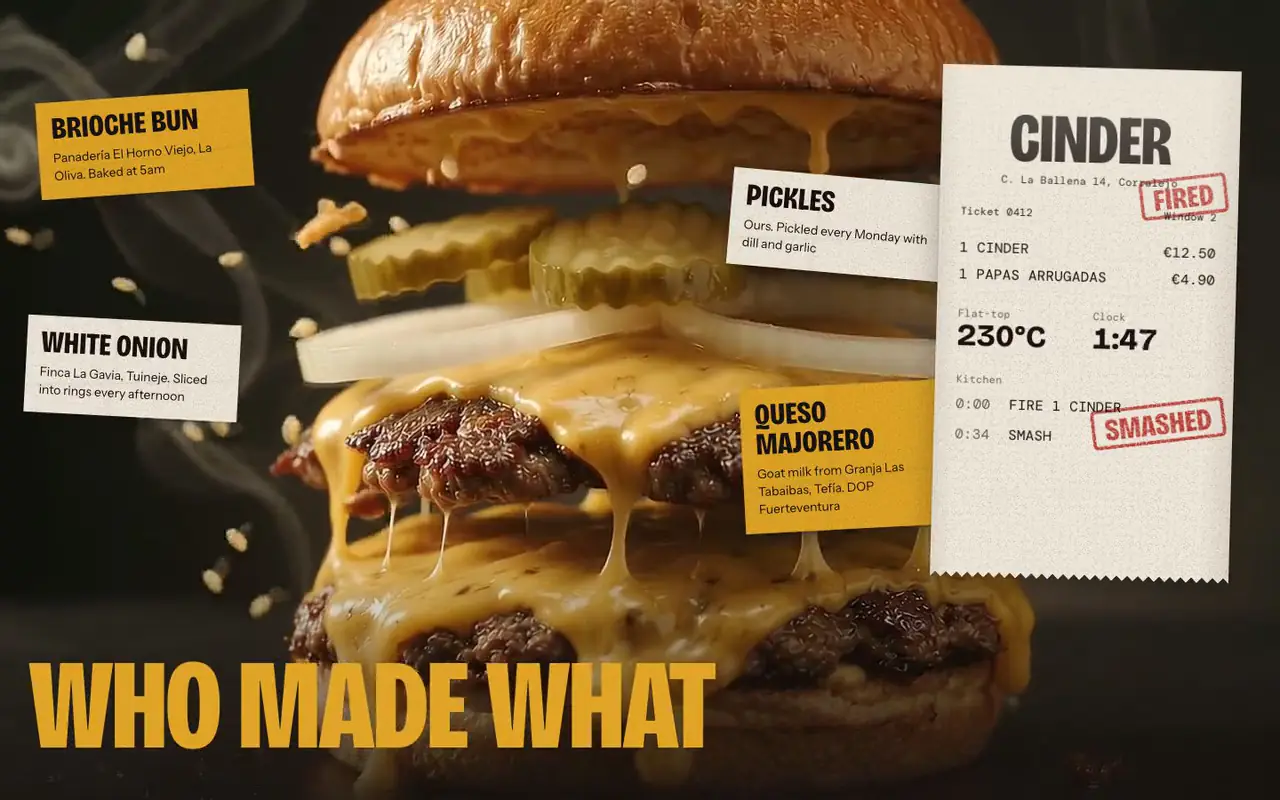 BRIOCHE BUN
Panadería El Horno Viejo, La
Oliva. Baked at 5am
WHITE ONION
Finca La Gavia, Tuineje. Sliced
into rings every afternoon
PICKLES
Ours. Pickled every Monday with
dill and garlic
QUESO
MAJORERO
Goat milk from Granja Las
Tabaibas, Tefía. DOP
Fuerteventura
CINDER
C. La Ballena 14, Corralejo
FIRED
Ticket 0412 Window 2
1 CINDER €12.50
1 PAPAS ARRUGADAS €4.90
Flat-top Clock
230°C 1:47
Kitchen
0:00 FIRE 1 CINDER
0:34 SMASH
SMASHED
WHO MADE WHAT